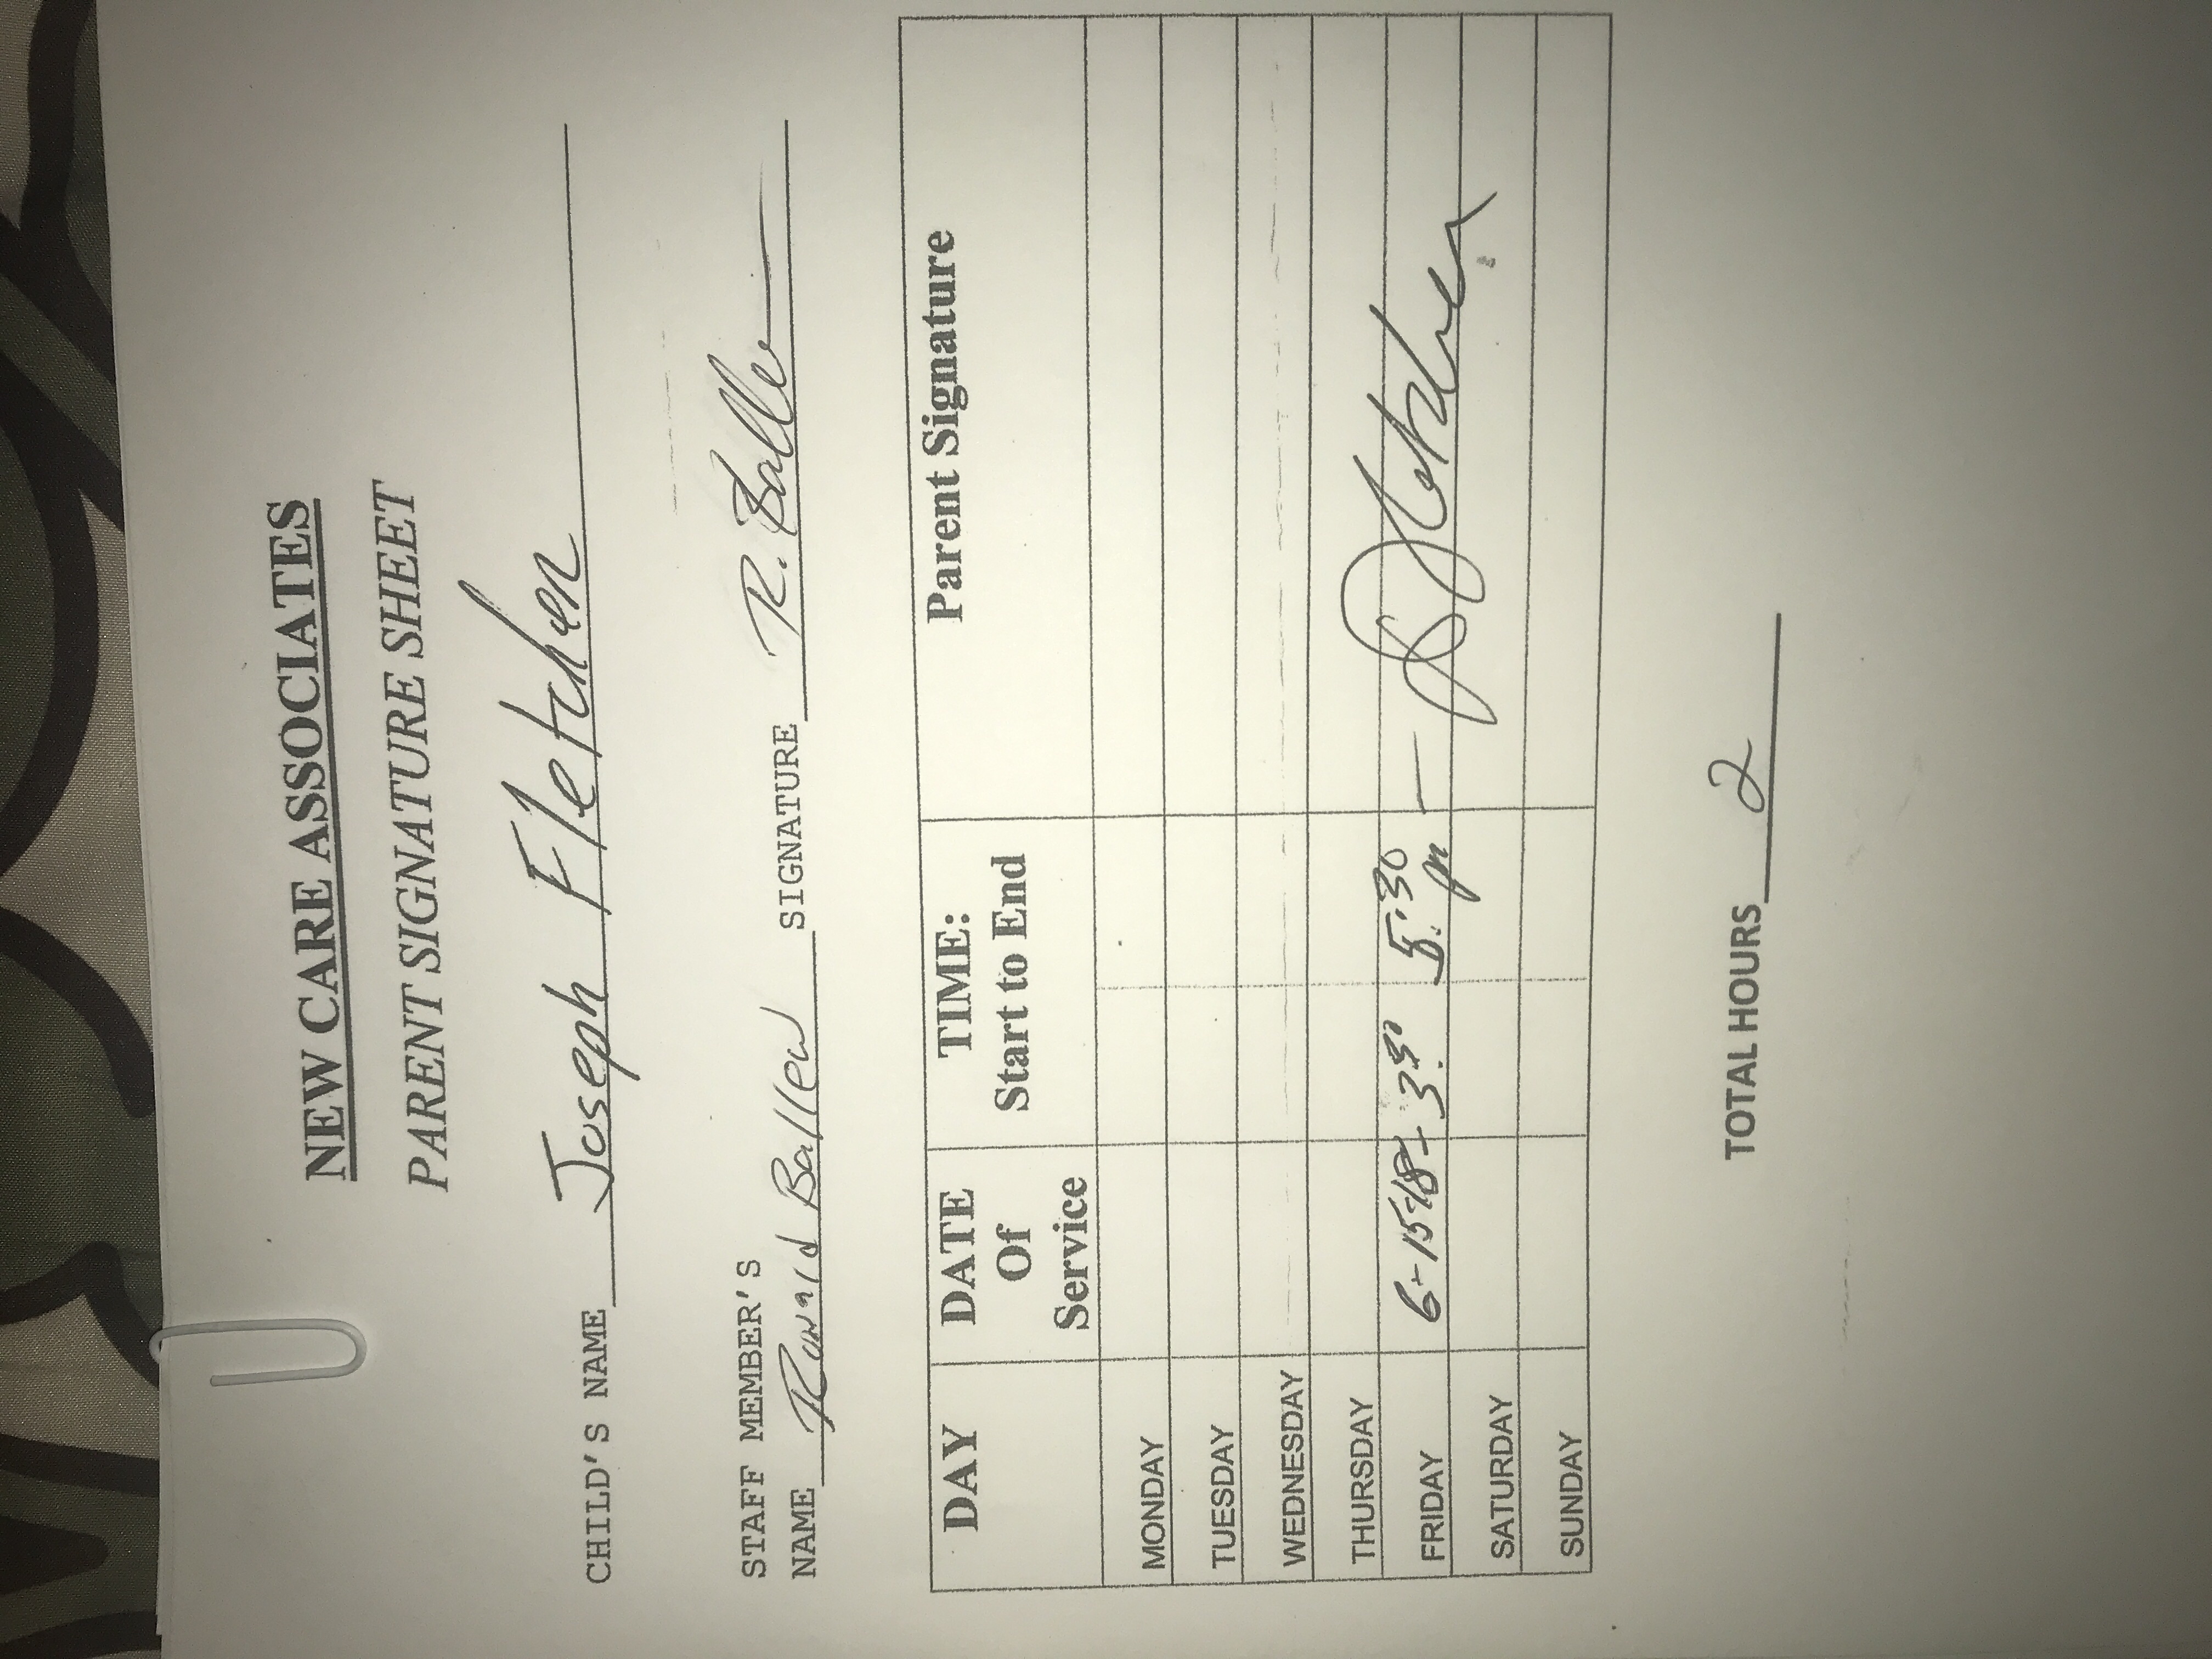 NEW CARE ASSOCIATES
PARENT SIGNATURE SHEET
CHILD'S NAME Joseph Fletcher
STAFF MEMBER'S
NAME Ronald Ballew SIGNATURE R. Ballew
DAY DATE Of Service TIME: Start to End Parent Signature
MONDAY
TUESDAY
WEDNESDAY
THURSDAY
FRIDAY 6-15-18- 3:30 5:30 pm - Fletcher
SATURDAY
SUNDAY
TOTAL HOURS 2